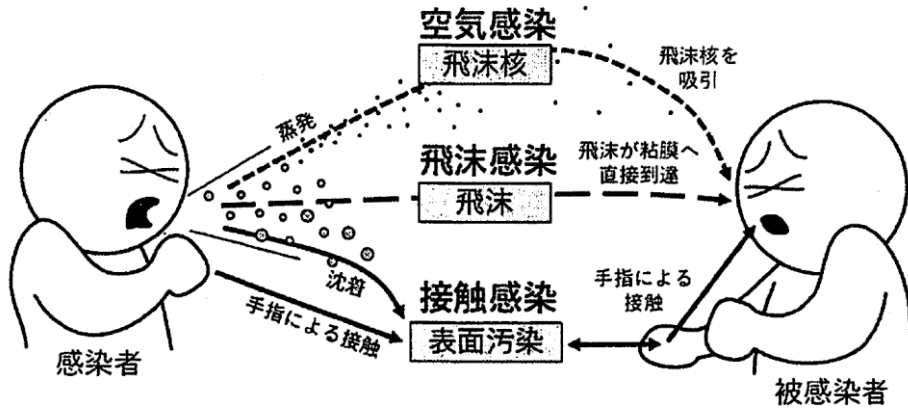 空気感染
飛沫核
飛沫核を
吸引
蒸発
飛沫感染
飛沫
飛沫が粘膜へ
直接到達
沈着
手指による接触
接触感染
表面汚染
手指による
接触
感染者
被感染者